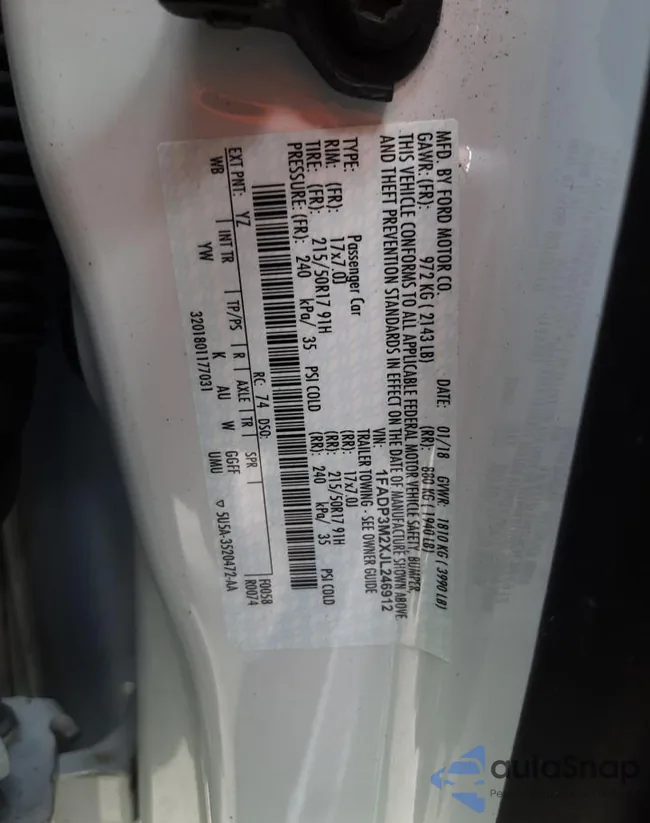 MFD. BY FORD MOTOR CO. DATE: 01/18 GVWR: 1810 KG ( 3990 LB)
GAWR: (FR): 972 KG ( 2143 LB) (RR): 880 KG ( 1940 LB)
THIS VEHICLE CONFORMS TO ALL APPLICABLE FEDERAL MOTOR VEHICLE SAFETY, BUMPER,
AND THEFT PREVENTION STANDARDS IN EFFECT ON THE DATE OF MANUFACTURE SHOWN ABOVE.
VIN: 1FADP3M2XJL246912
TYPE: Passenger Car TRAILER TOWING - SEE OWNER GUIDE
RIM: (FR): 17x7.0J (RR): 17x7.0J
TIRE: (FR): 215/50R17 91H (RR): 215/50R17 91H
PRESSURE: (FR): 240 kPa/ 35 PSI COLD (RR): 240 kPa/ 35 PSI COLD
EXT PNT: YZ RC: 74 DSO: F0058
R0074
WB INT TR TP/PS R AXLE TR SPR
YW K AU W GGFF UMU
3201801177031 5U5A-3520472-AA
autoSnap